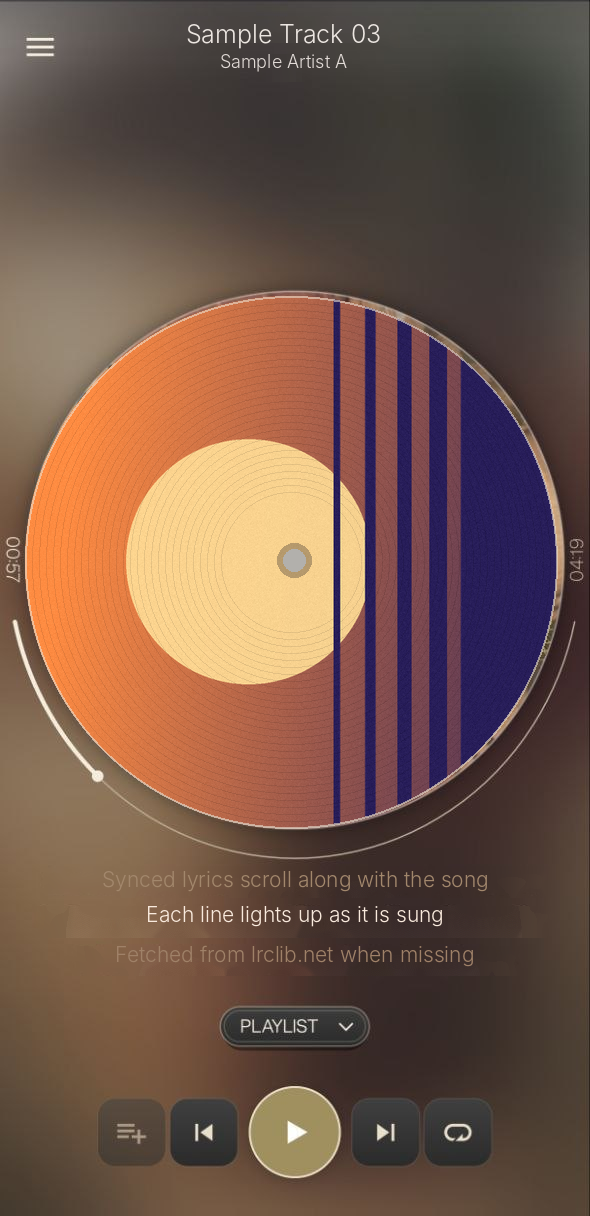 Sample Track 03
Sample Artist A
00:57
04:19
Synced lyrics scroll along with the song
Each line lights up as it is sung
Fetched from lrclib.net when missing
PLAYLIST